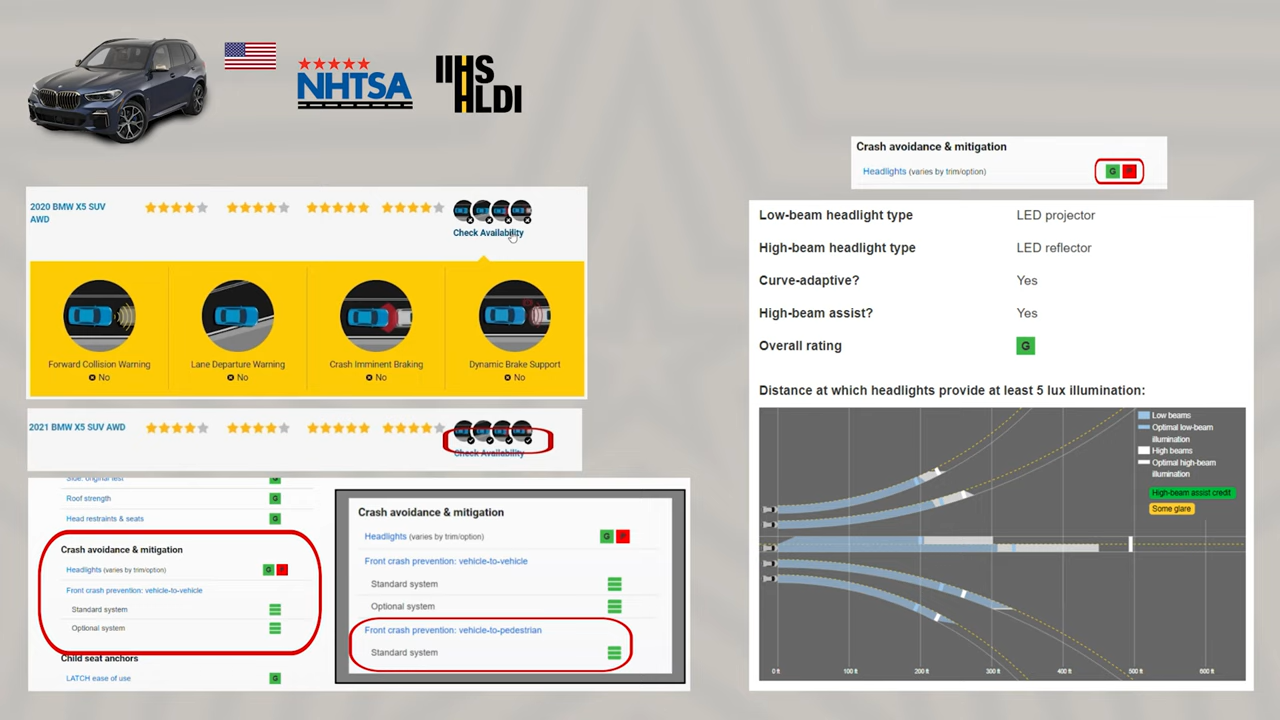 NHTSA
IIHS
HLDI
2020 BMW X5 SUV
AWD
Check Availability
Forward Collision Warning
No
Lane Departure Warning
No
Crash Imminent Braking
No
Dynamic Brake Support
No
2021 BMW X5 SUV AWD
Check Availability
Side: original test
G
Roof strength
G
Head restraints & seats
G
Crash avoidance & mitigation
Headlights (varies by trim/option)
G P
Front crash prevention: vehicle-to-vehicle
Standard system
Optional system
Child seat anchors
LATCH ease of use
G
Crash avoidance & mitigation
Headlights (varies by trim/option)
G P
Front crash prevention: vehicle-to-vehicle
Standard system
Optional system
Front crash prevention: vehicle-to-pedestrian
Standard system
Crash avoidance & mitigation
Headlights (varies by trim/option)
G P
Low-beam headlight type LED projector
High-beam headlight type LED reflector
Curve-adaptive? Yes
High-beam assist? Yes
Overall rating G
Distance at which headlights provide at least 5 lux illumination:
Low beams
Optimal low-beam
illumination
High beams
Optimal high-beam
illumination
High-beam assist credit
Some glare
0 ft 100 ft 200 ft 300 ft 400 ft 500 ft 600 ft